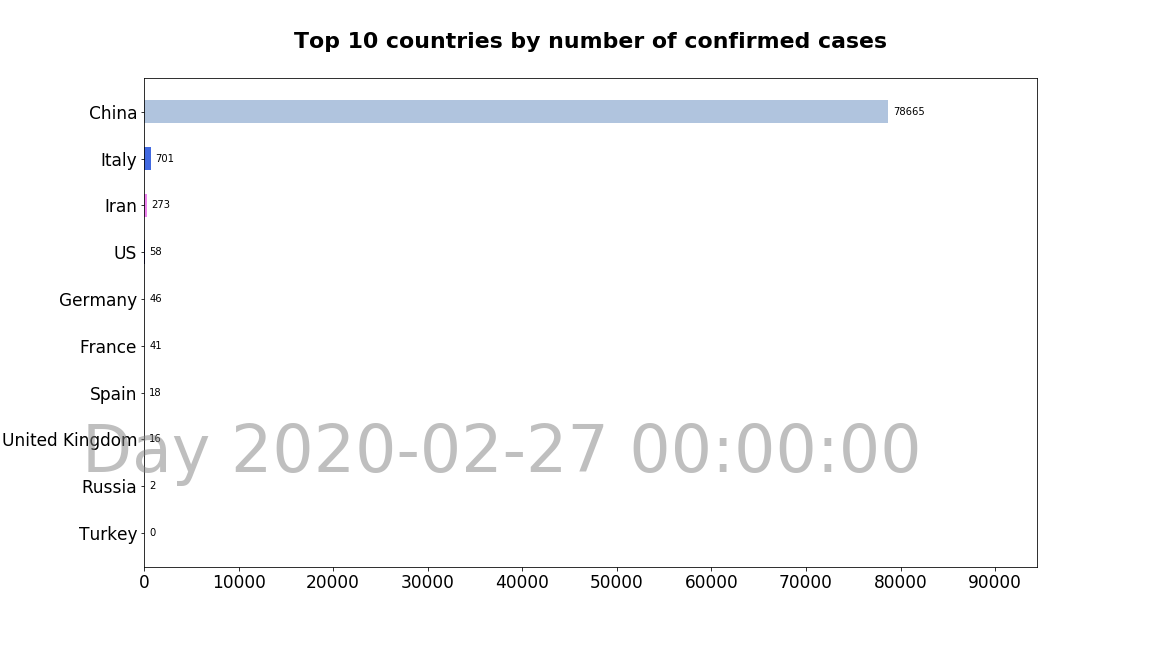 Top 10 countries by number of confirmed cases
China 78665
Italy 701
Iran 273
US 58
Germany 46
France 41
Spain 18
United Kingdom 16
Day 2020-02-27 00:00:00
Russia 2
Turkey 0
0 10000 20000 30000 40000 50000 60000 70000 80000 90000